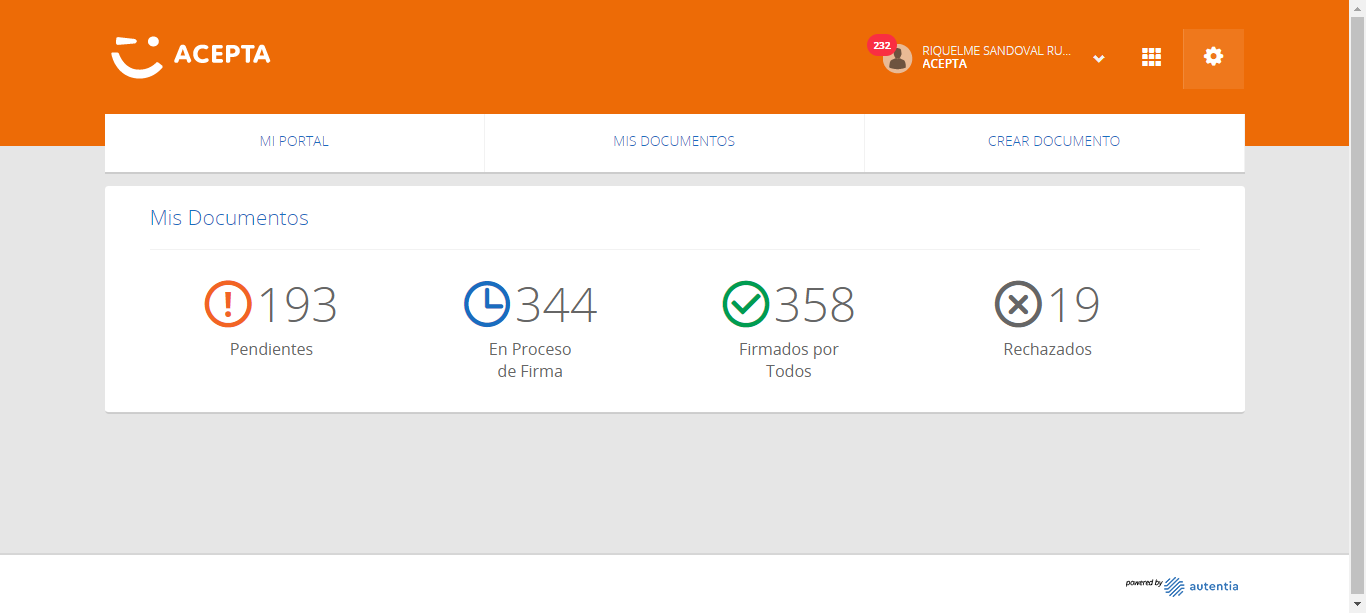 ACEPTA
232
RIQUELME SANDOVAL RU...
ACEPTA
MI PORTAL
MIS DOCUMENTOS
CREAR DOCUMENTO
Mis Documentos
193
Pendientes
344
En Proceso
de Firma
358
Firmados por
Todos
19
Rechazados
powered by autentia